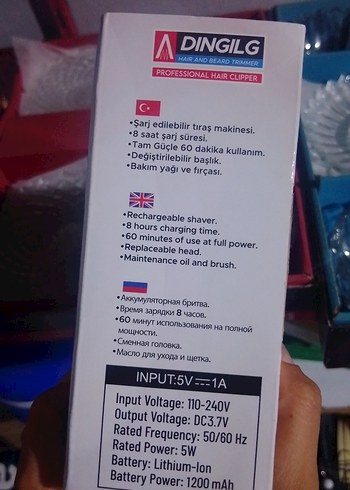 DINGILG
HAIR AND BEARD TRIMMER
PROFESSIONAL HAIR CLIPPER
•Şarj edilebilir tıraş makinesi.
•8 saat şarj süresi.
•Tam Güçle 60 dakika kullanım.
•Değiştirilebilir başlık.
•Bakım yağı ve fırçası.
•Rechargeable shaver.
•8 hours charging time.
•60 minutes of use at full power.
•Replaceable head.
•Maintenance oil and brush.
•Аккумуляторная бритва.
•Время зарядки 8 часов.
•60 минут использования на полной
мощности.
•Сменная головка.
•Масло для ухода и щетка.
INPUT:5V⎓1A
Input Voltage: 110-240V
Output Voltage: DC3.7V
Rated Frequency: 50/60 Hz
Rated Power: 5W
Battery: Lithium-Ion
Battery Power: 1200 mAh